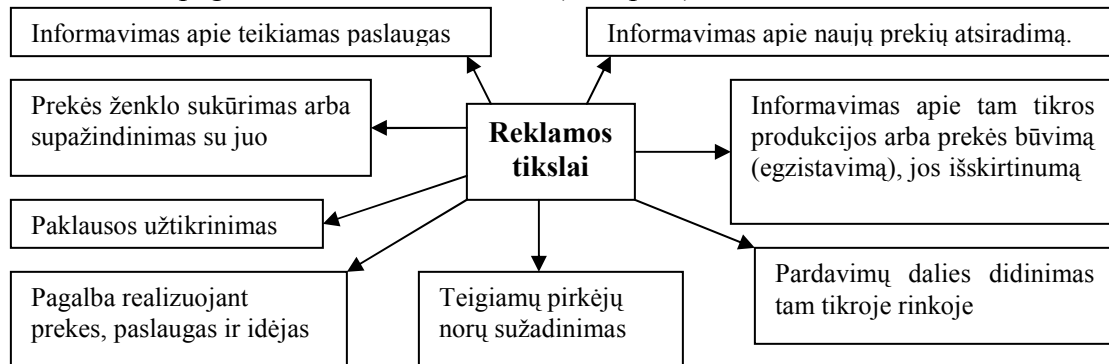 Informavimas apie teikiamas paslaugas
Informavimas apie naujų prekių atsiradimą.
Prekės ženklo sukūrimas arba
supažindinimas su juo
Reklamos
tikslai
Informavimas apie tam tikros
produkcijos arba prekės būvimą
(egzistavimą), jos išskirtinumą
Paklausos užtikrinimas
Pagalba realizuojant
prekes, paslaugas ir idėjas
Teigiamų pirkėjų
norų sužadinimas
Pardavimų dalies didinimas
tam tikroje rinkoje